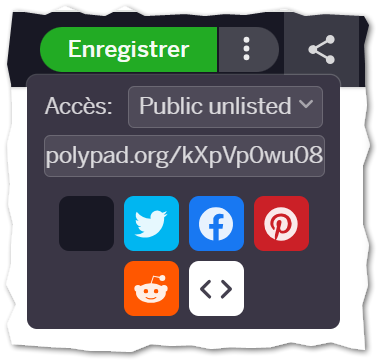 Enregistrer
Accès: Public unlisted
polypad.org/kXpVp0wu08